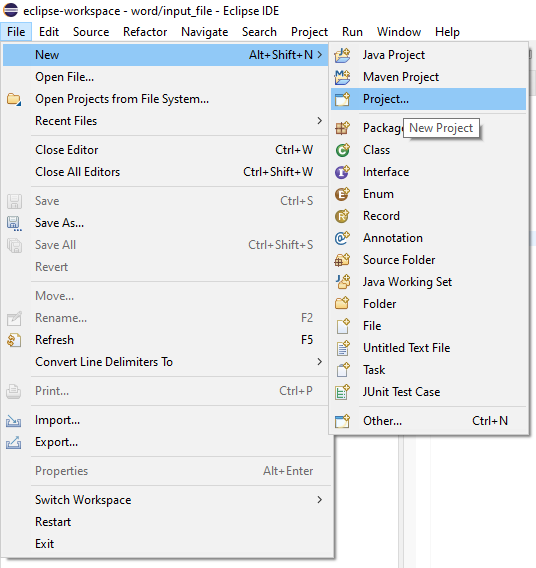 eclipse-workspace - word/input_file - Eclipse IDE
File Edit Source Refactor Navigate Search Project Run Window Help
New Alt+Shift+N >
Open File...
Open Projects from File System...
Recent Files >
Close Editor Ctrl+W
Close All Editors Ctrl+Shift+W
Save Ctrl+S
Save As...
Save All Ctrl+Shift+S
Revert
Move...
Rename... F2
Refresh F5
Convert Line Delimiters To >
Print... Ctrl+P
Import...
Export...
Properties Alt+Enter
Switch Workspace >
Restart
Exit
Java Project
Maven Project
Project...
New Project
Class
Interface
Enum
Record
Annotation
Source Folder
Java Working Set
Folder
File
Untitled Text File
Task
JUnit Test Case
Other... Ctrl+N